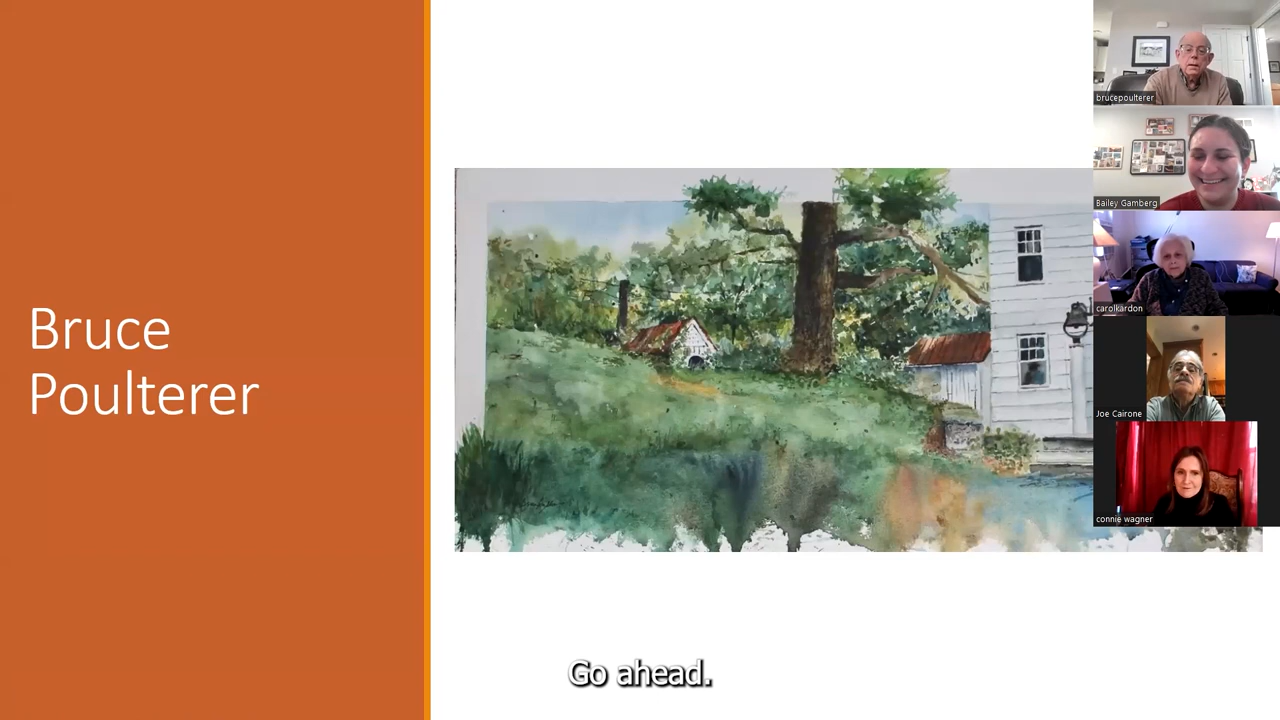 Bruce
Poulterer
brucepoulterer
Bailey Gamberg
carolkardon
Joe Cairone
connie wagner
Go ahead.